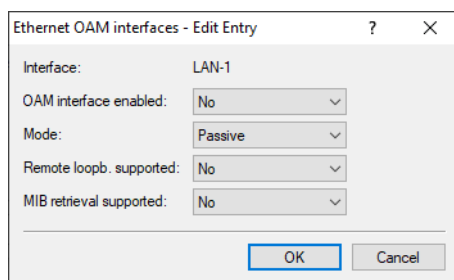 Ethernet OAM interfaces - Edit Entry ? X
Interface: LAN-1
OAM interface enabled: No
Mode: Passive
Remote loopb. supported: No
MIB retrieval supported: No
OK Cancel